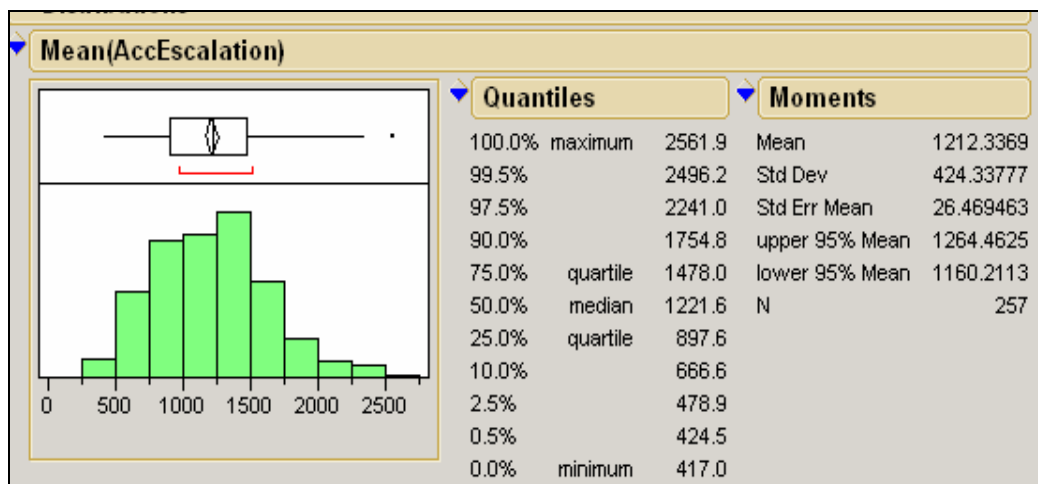 Mean(AccEscalation)
Quantiles
100.0% maximum 2561.9
99.5% 2496.2
97.5% 2241.0
90.0% 1754.8
75.0% quartile 1478.0
50.0% median 1221.6
25.0% quartile 897.6
10.0% 666.6
2.5% 478.9
0.5% 424.5
0.0% minimum 417.0
Moments
Mean 1212.3369
Std Dev 424.33777
Std Err Mean 26.469463
upper 95% Mean 1264.4625
lower 95% Mean 1160.2113
N 257
0 500 1000 1500 2000 2500